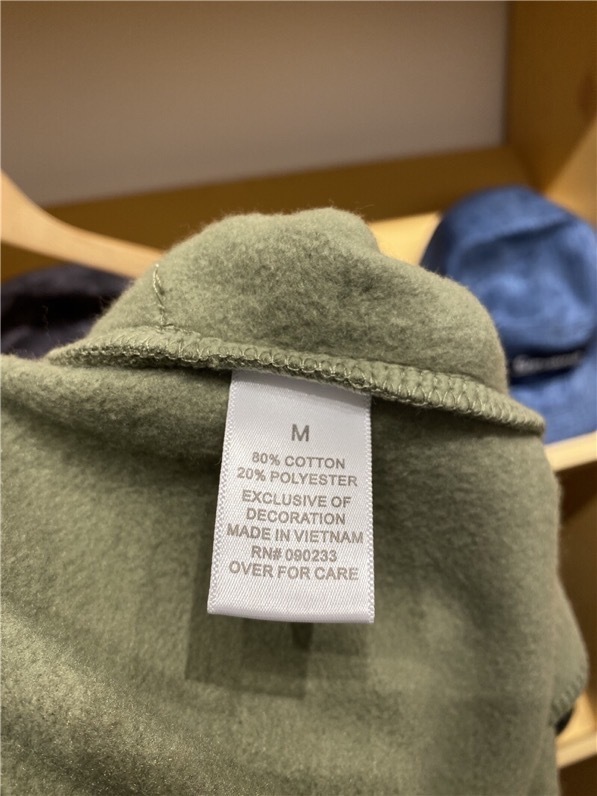 M
80% COTTON
20% POLYESTER
EXCLUSIVE OF
DECORATION
MADE IN VIETNAM
RN# 090233
OVER FOR CARE